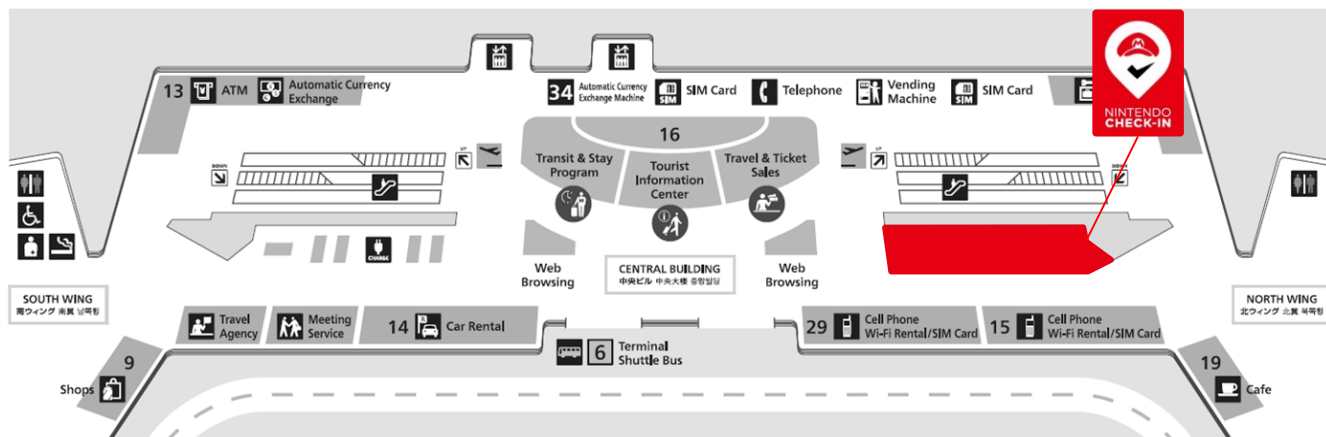 13
ATM
Automatic Currency
Exchange
34
Automatic Currency
Exchange Machine
SIM
SIM Card
Telephone
Vending
Machine
SIM
SIM Card
NINTENDO
CHECK-IN
16
Transit & Stay
Program
Tourist
Information
Center
Travel & Ticket
Sales
DOWN
UP
UP
DOWN
CHARGE
Web
Browsing
CENTRAL BUILDING
中央ビル 中央大樓 중앙빌딩
Web
Browsing
SOUTH WING
南ウィング 南翼 남쪽윙
NORTH WING
北ウィング 北翼 북쪽윙
Travel
Agency
Meeting
Service
14
Car Rental
29
Cell Phone
Wi-Fi Rental/SIM Card
15
Cell Phone
Wi-Fi Rental/SIM Card
6
Terminal
Shuttle Bus
9
Shops
19
Cafe